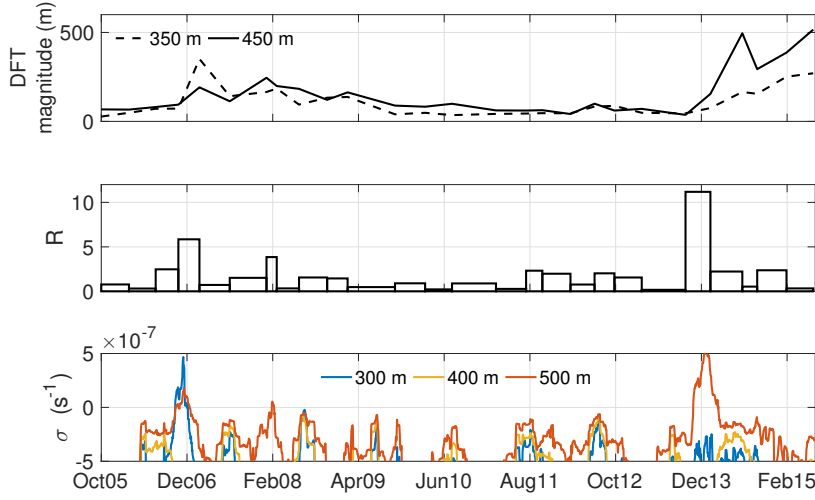 DFT
magnitude (m)
500
0
350 m
450 m
R
10
5
0
×10⁻⁷
σ (s⁻¹)
5
0
-5
300 m
400 m
500 m
Oct05
Dec06
Feb08
Apr09
Jun10
Aug11
Oct12
Dec13
Feb15